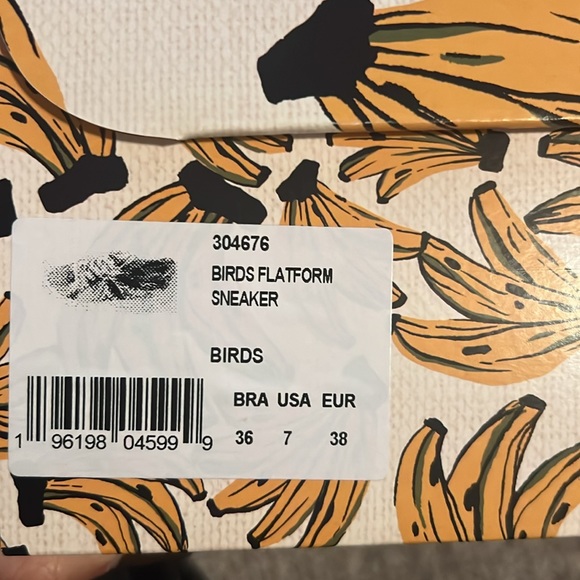 304676
BIRDS FLATFORM
SNEAKER
BIRDS
BRA USA EUR
36 7 38
1 96198 04599 9